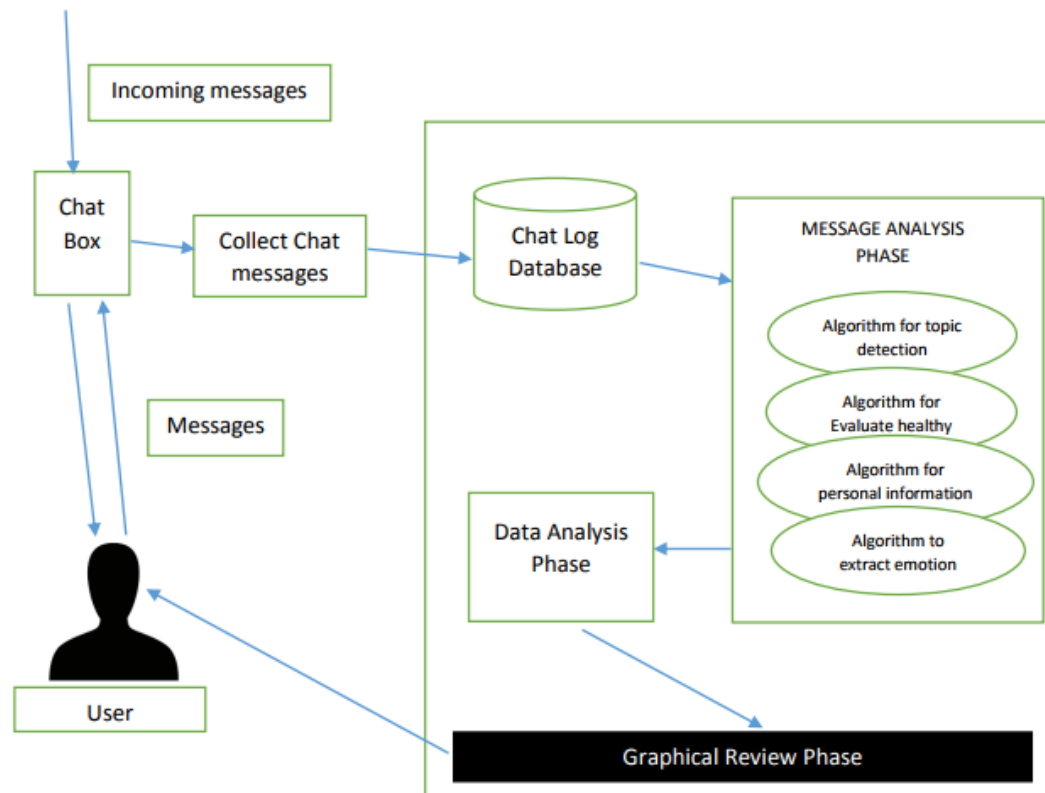 Incoming messages
Chat
Box
Collect Chat
messages
Chat Log
Database
MESSAGE ANALYSIS
PHASE
Algorithm for topic
detection
Algorithm for
Evaluate healthy
Algorithm for
personal information
Algorithm to
extract emotion
Messages
Data Analysis
Phase
User
Graphical Review Phase